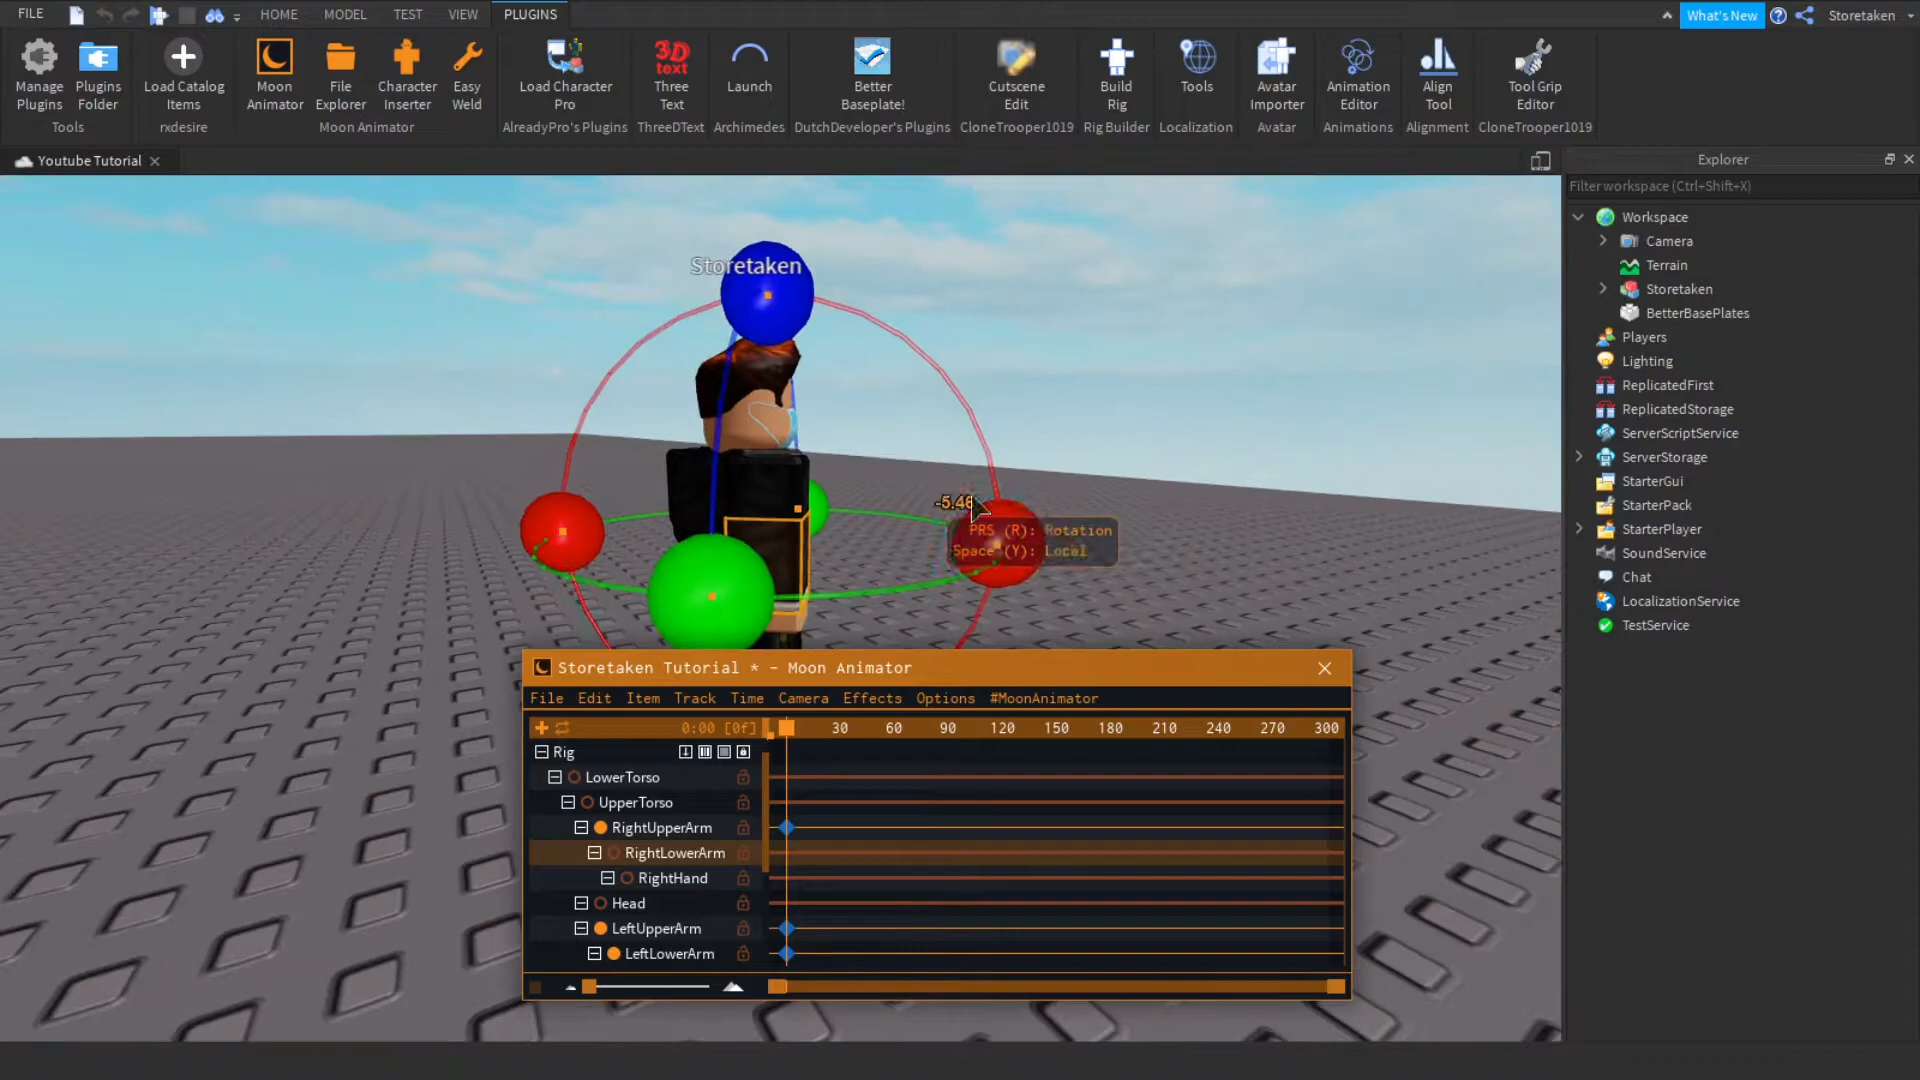 FILE HOME MODEL TEST VIEW PLUGINS What's New Storetaken
Manage Plugins
Plugins Folder
Load Catalog Items
Moon Animator
File Explorer
Character Inserter
Easy Weld
Load Character Pro
Three Text
3D text
Launch
Better Baseplate!
Cutscene Edit
Build Rig
Tools
Avatar Importer
Animation Editor
Align Tool
Tool Grip Editor
Tools rxdesire Moon Animator AlreadyPro's Plugins ThreeDText Archimedes DutchDeveloper's Plugins CloneTrooper1019 Rig Builder Localization Avatar Animations Alignment CloneTrooper1019
Youtube Tutorial
Explorer
Filter workspace (Ctrl+Shift+X)
Workspace
Camera
Terrain
Storetaken
BetterBasePlates
Players
Lighting
ReplicatedFirst
ReplicatedStorage
ServerScriptService
ServerStorage
StarterGui
StarterPack
StarterPlayer
SoundService
Chat
LocalizationService
TestService
Storetaken
-5.48
PRS (R): Rotation
Space (Y): Local
Storetaken Tutorial * - Moon Animator
File Edit Item Track Time Camera Effects Options #MoonAnimator
0:00 [0f] 30 60 90 120 150 180 210 240 270 300
Rig
LowerTorso
UpperTorso
RightUpperArm
RightLowerArm
RightHand
Head
LeftUpperArm
LeftLowerArm